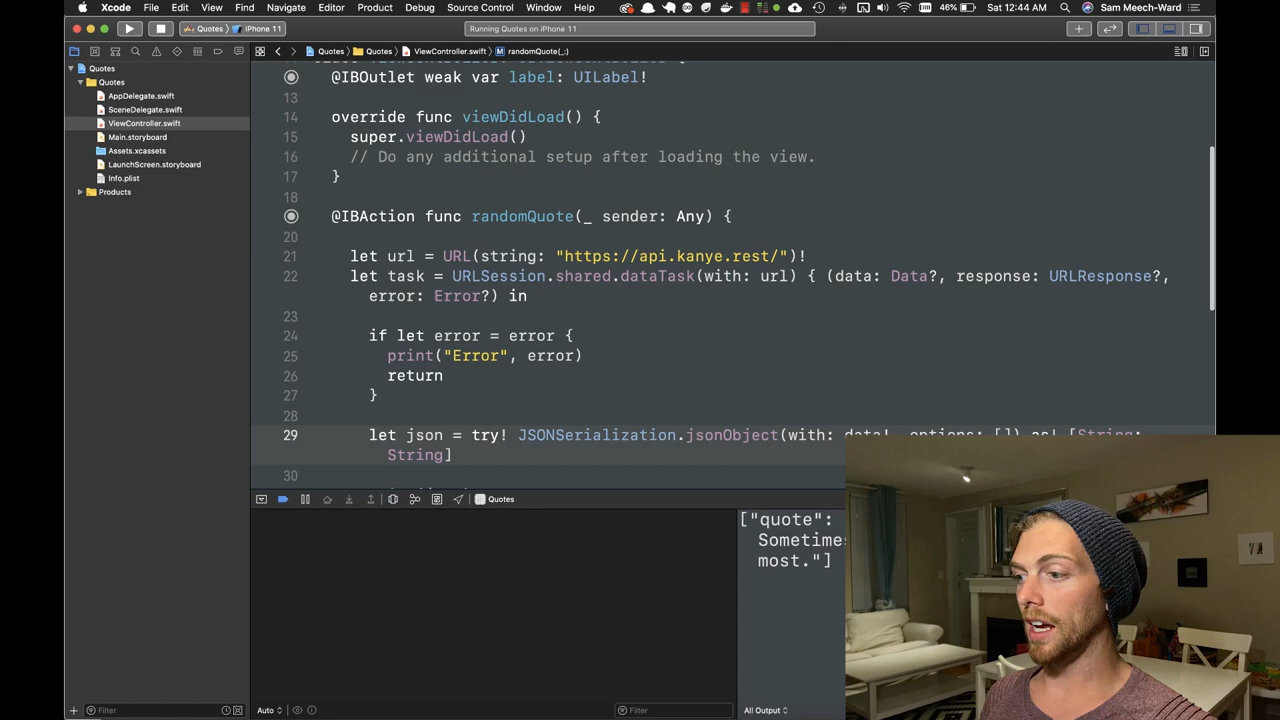 Xcode File Edit View Find Navigate Editor Product Debug Source Control Window Help 46% Sat 12:44 AM Sam Meech-Ward
Quotes iPhone 11
Running Quotes on iPhone 11
Quotes Quotes ViewController.swift M randomQuote(_:)
Quotes
Quotes
AppDelegate.swift
SceneDelegate.swift
ViewController.swift
Main.storyboard
Assets.xcassets
LaunchScreen.storyboard
Info.plist
Products
@IBOutlet weak var label: UILabel!
13
14 override func viewDidLoad() {
15 super.viewDidLoad()
16 // Do any additional setup after loading the view.
17 }
18
@IBAction func randomQuote(_ sender: Any) {
20
21 let url = URL(string: "https://api.kanye.rest/")!
22 let task = URLSession.shared.dataTask(with: url) { (data: Data?, response: URLResponse?,
error: Error?) in
23
24 if let error = error {
25 print("Error", error)
26 return
27 }
28
29 let json = try! JSONSerialization.jsonObject(with: data!, options: []) as! [String:
String]
30
Quotes
["quote":
Sometimes
most."]
Filter
Auto
Filter
All Output